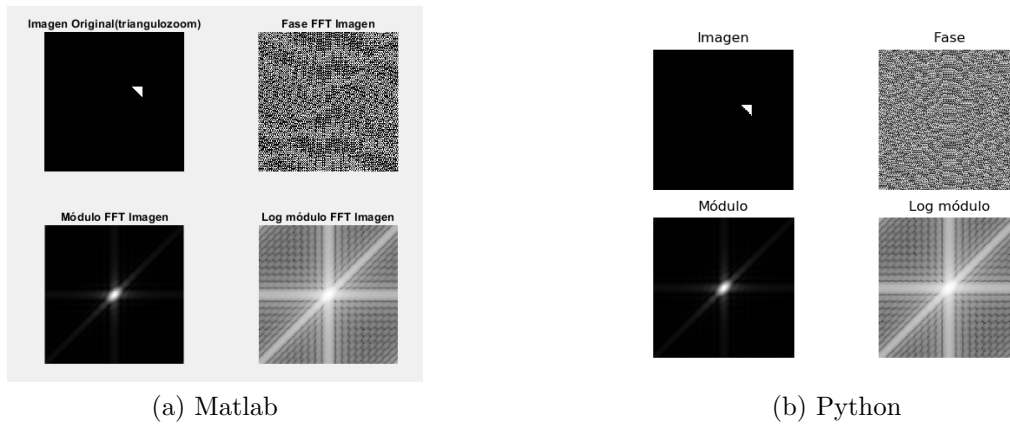 Imagen Original(triangulozoom)
Fase FFT Imagen
Módulo FFT Imagen
Log módulo FFT Imagen
(a) Matlab
Imagen
Fase
Módulo
Log módulo
(b) Python